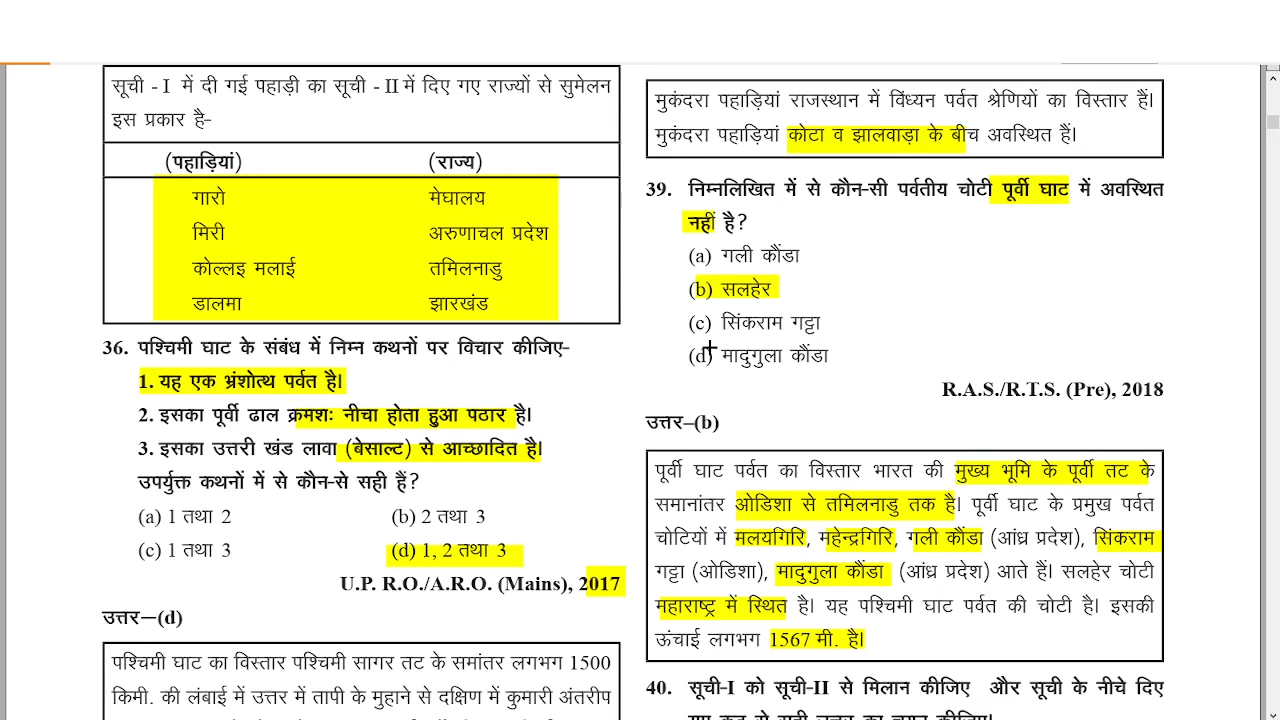 सूची - I में दी गई पहाड़ी का सूची - II में दिए गए राज्यों से सुमेलन
इस प्रकार है-
(पहाड़ियां) (राज्य)
गारो मेघालय
मिरी अरुणाचल प्रदेश
कोल्लइ मलाई तमिलनाडु
डालमा झारखंड
36. पश्चिमी घाट के संबंध में निम्न कथनों पर विचार कीजिए-
1. यह एक भ्रंशोत्थ पर्वत है।
2. इसका पूर्वी ढाल क्रमशः नीचा होता हुआ पठार है।
3. इसका उत्तरी खंड लावा (बेसाल्ट) से आच्छादित है।
उपर्युक्त कथनों में से कौन-से सही हैं?
(a) 1 तथा 2 (b) 2 तथा 3
(c) 1 तथा 3 (d) 1, 2 तथा 3
U.P. R.O./A.R.O. (Mains), 2017
उत्तर—(d)
पश्चिमी घाट का विस्तार पश्चिमी सागर तट के समांतर लगभग 1500
किमी. की लंबाई में उत्तर में तापी के मुहाने से दक्षिण में कुमारी अंतरीप
मुकंदरा पहाड़ियां राजस्थान में विंध्यन पर्वत श्रेणियों का विस्तार हैं।
मुकंदरा पहाड़ियां कोटा व झालवाड़ा के बीच अवस्थित हैं।
39. निम्नलिखित में से कौन-सी पर्वतीय चोटी पूर्वी घाट में अवस्थित
नहीं है?
(a) गली कोंडा
(b) सलहेर
(c) सिंकराम गट्टा
(d) मादुगुला कोंडा
R.A.S./R.T.S. (Pre), 2018
उत्तर–(b)
पूर्वी घाट पर्वत का विस्तार भारत की मुख्य भूमि के पूर्वी तट के
समानांतर ओडिशा से तमिलनाडु तक है। पूर्वी घाट के प्रमुख पर्वत
चोटियों में मलयगिरि, महेन्द्रगिरि, गली कोंडा (आंध्र प्रदेश), सिंकराम
गट्टा (ओडिशा), मादुगुला कोंडा (आंध्र प्रदेश) आते हैं। सलहेर चोटी
महाराष्ट्र में स्थित है। यह पश्चिमी घाट पर्वत की चोटी है। इसकी
ऊंचाई लगभग 1567 मी. है।
40. सूची-I को सूची-II से मिलान कीजिए और सूची के नीचे दिए